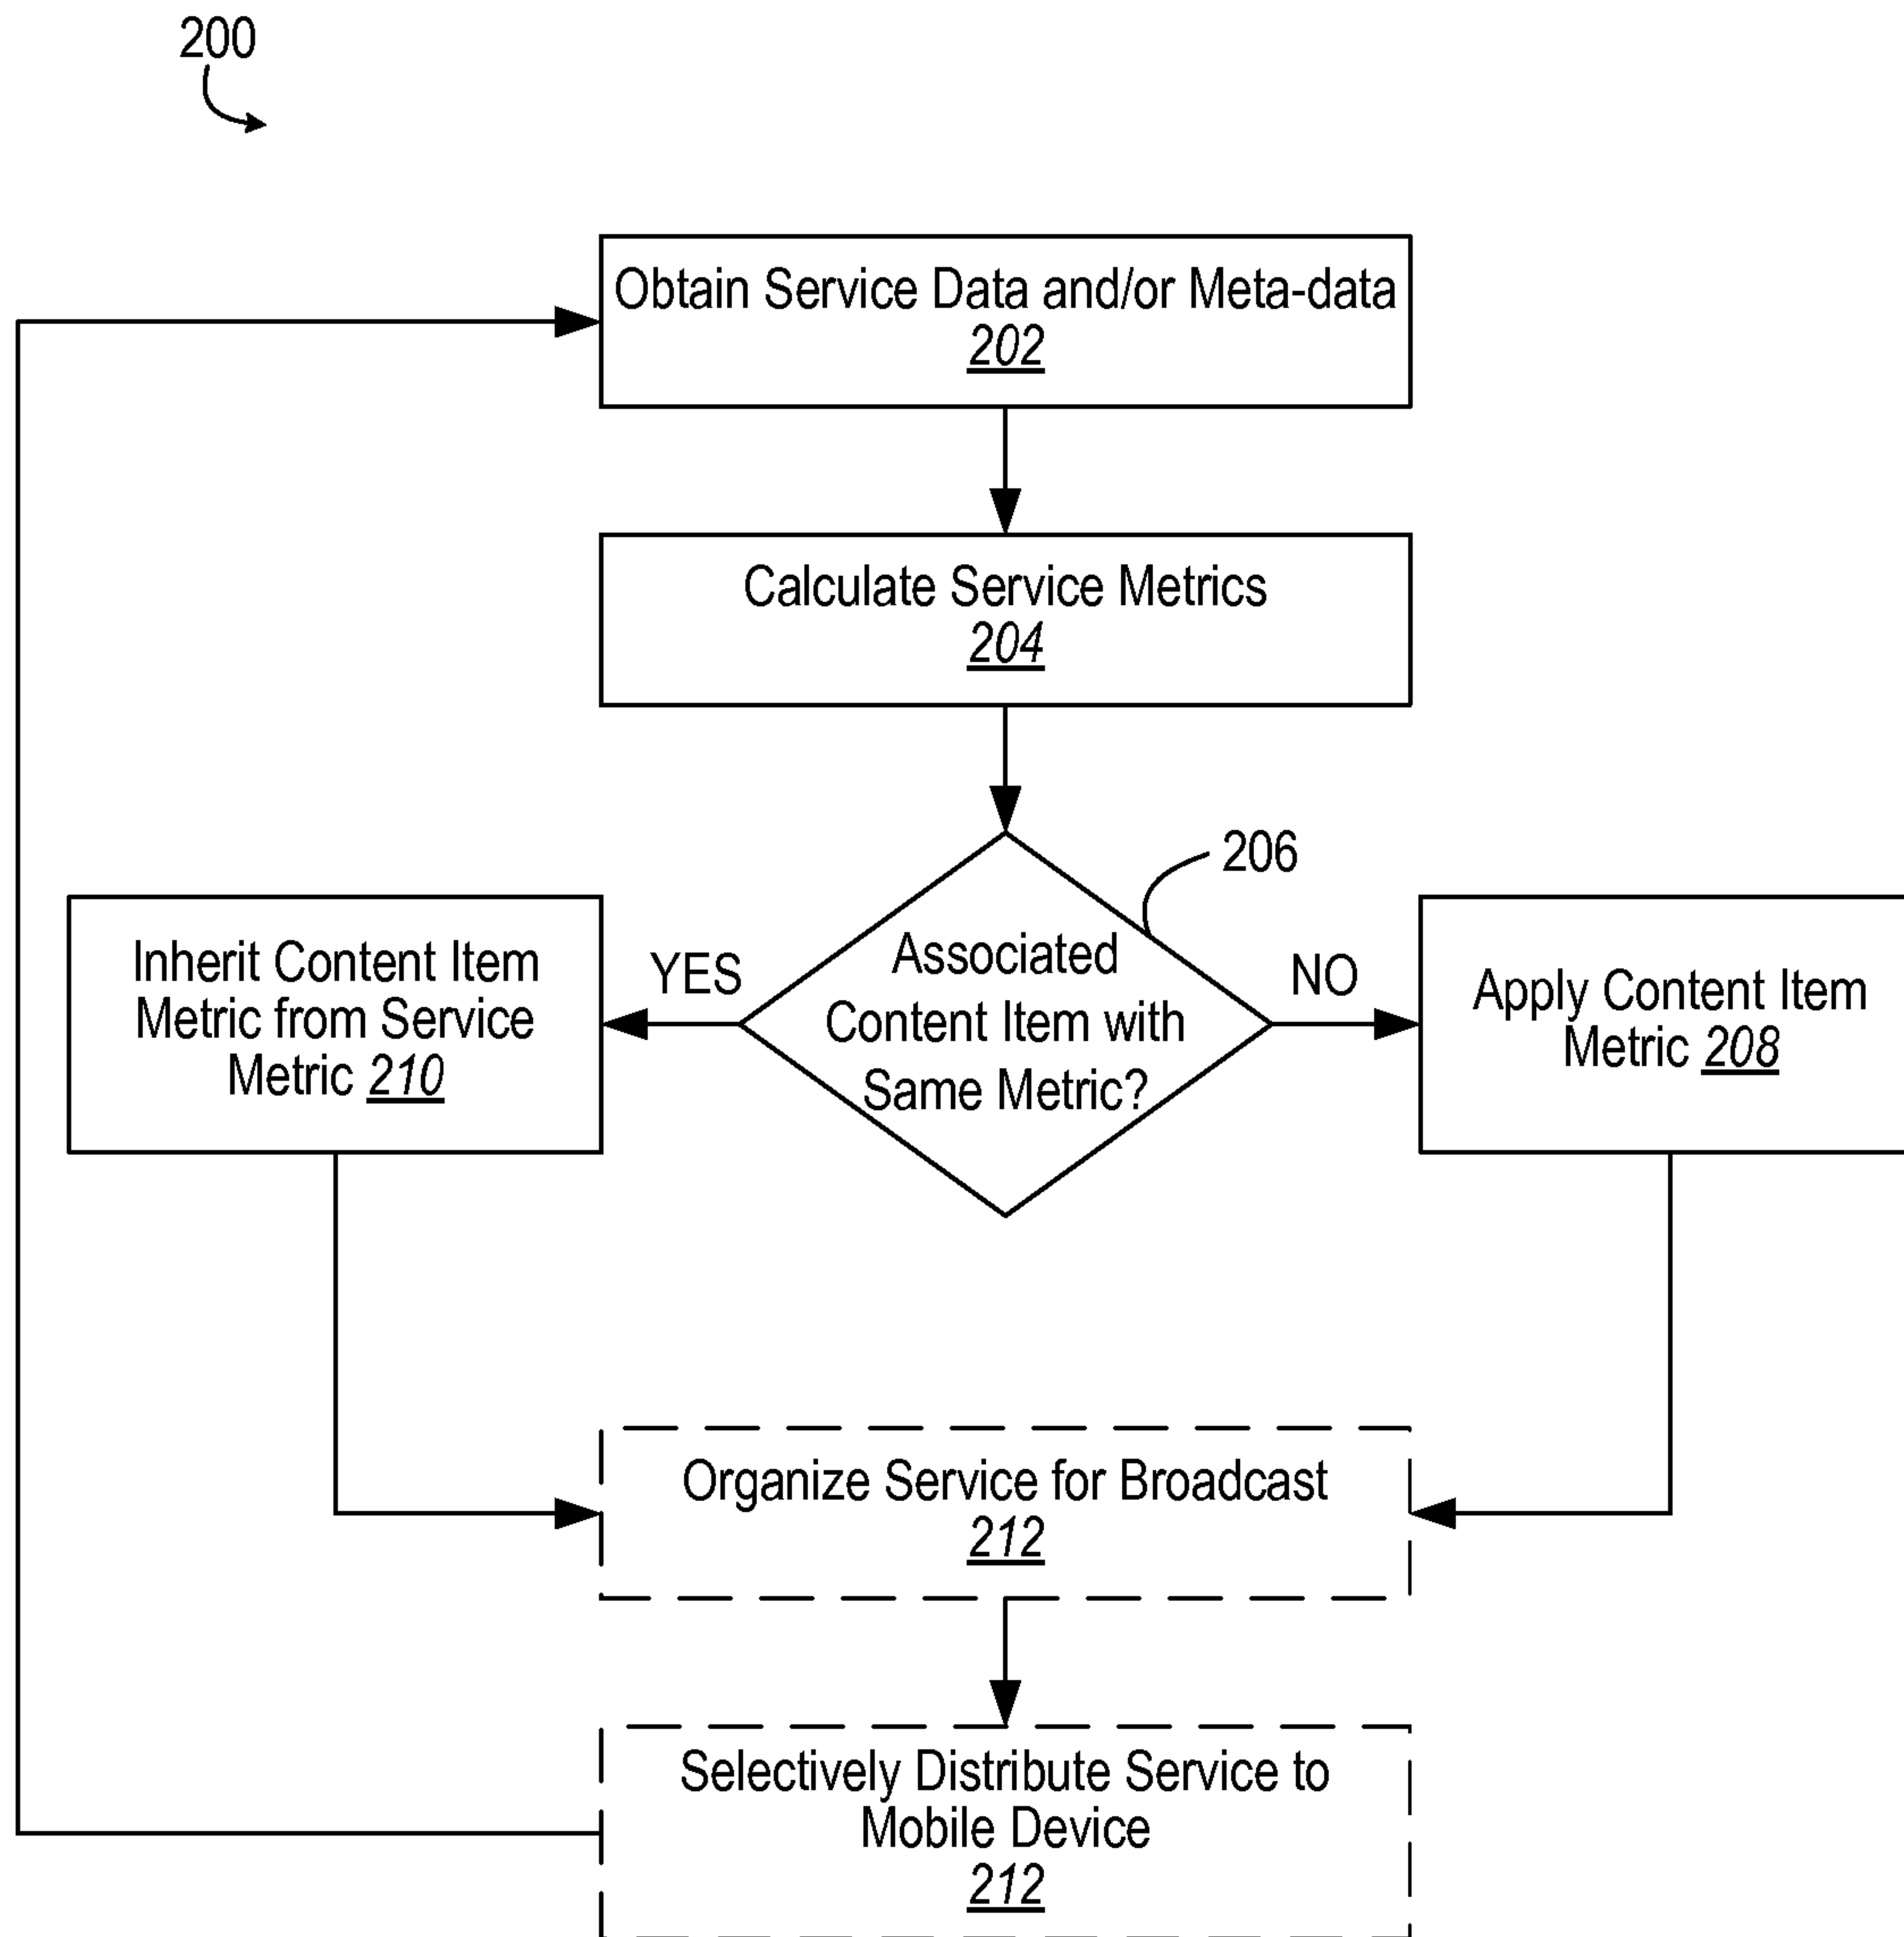 200
Obtain Service Data and/or Meta-data
202
Calculate Service Metrics
204
206
Associated
Content Item with
Same Metric?
YES
NO
Inherit Content Item
Metric from Service
Metric 210
Apply Content Item
Metric 208
Organize Service for Broadcast
212
Selectively Distribute Service to
Mobile Device
212